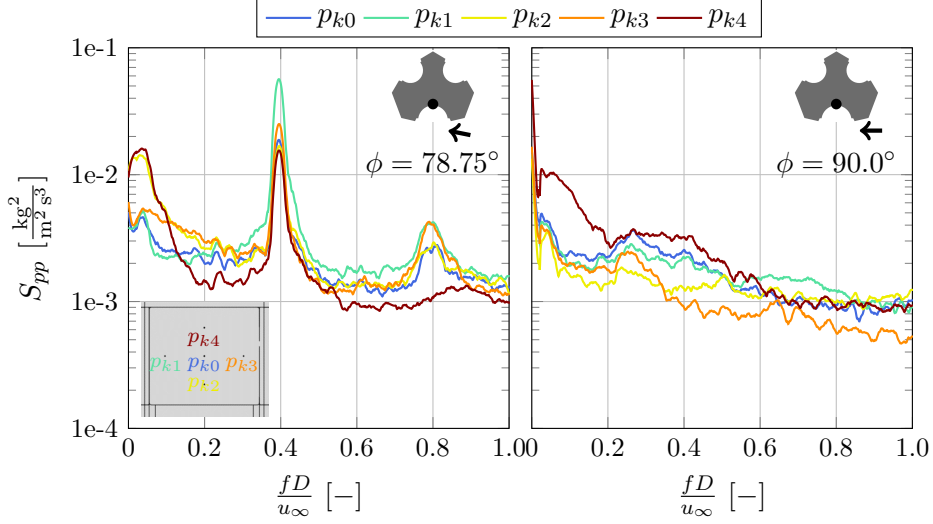 p_{k0} p_{k1} p_{k2} p_{k3} p_{k4}
S_{pp} [kg²/m² s³]
1e-1
1e-2
1e-3
1e-4
ϕ = 78.75°
ϕ = 90.0°
p_{k4}
p_{k1} p_{k0} p_{k3}
p_{k2}
0 0.2 0.4 0.6 0.8 1.0
0 0.2 0.4 0.6 0.8 1.0
fD/u_∞ [−]
fD/u_∞ [−]